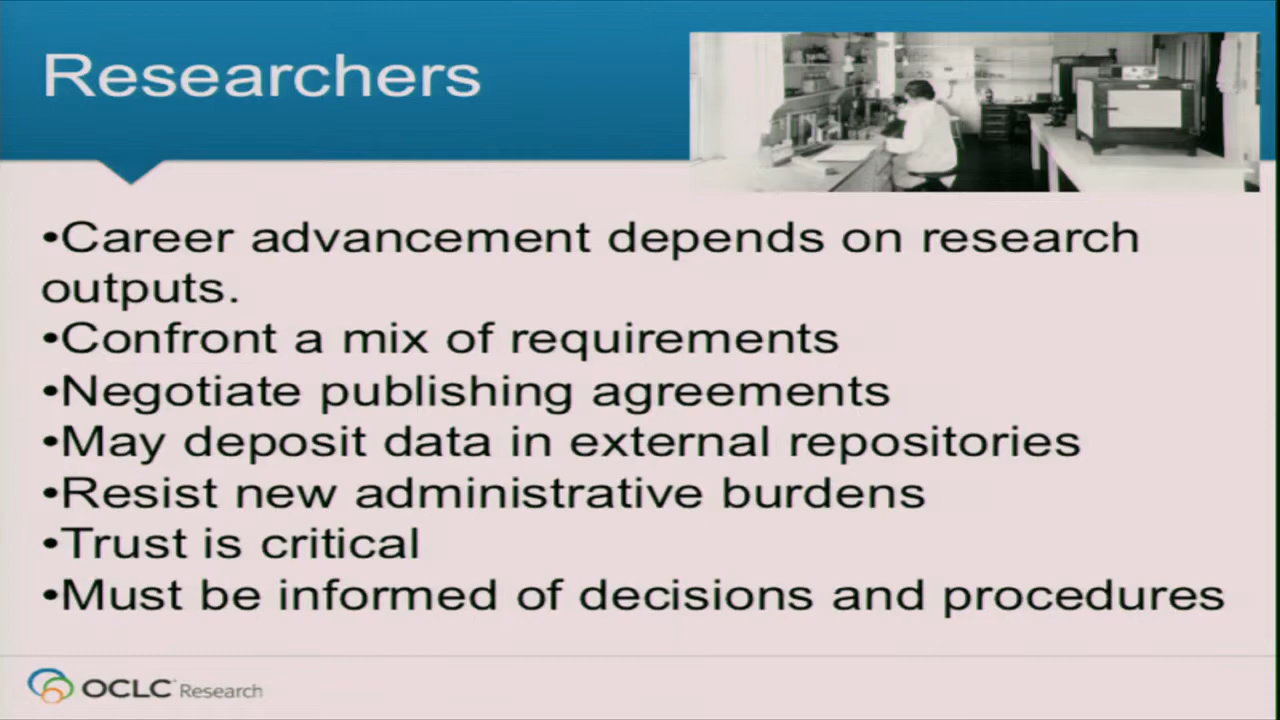 Researchers
•Career advancement depends on research
outputs.
•Confront a mix of requirements
•Negotiate publishing agreements
•May deposit data in external repositories
•Resist new administrative burdens
•Trust is critical
•Must be informed of decisions and procedures
OCLC Research